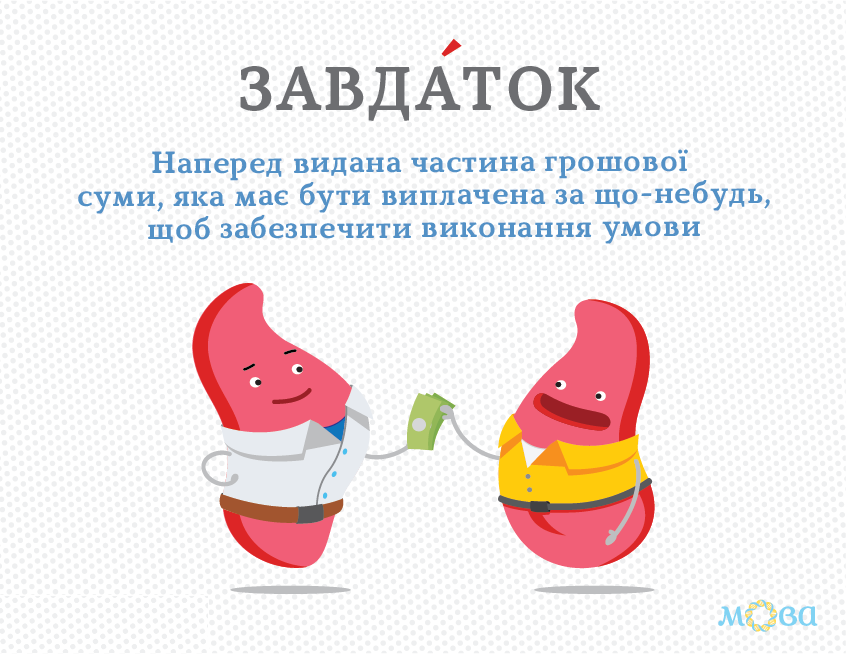 ЗАВДА́ТОК
Наперед видана частина грошової
суми, яка має бути виплачена за що-небудь,
щоб забезпечити виконання умови
мова